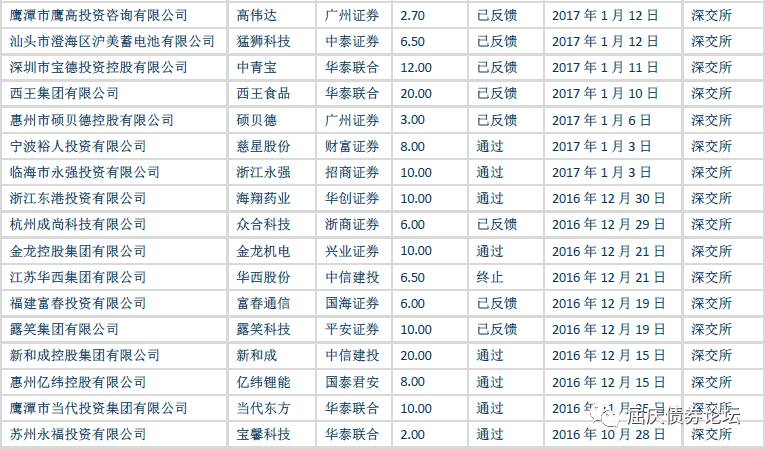 鹰潭市鹰高投资咨询有限公司 高伟达 广州证券 2.70 已反馈 2017 年 1 月 12 日 深交所
汕头市澄海区沪美蓄电池有限公司 猛狮科技 中泰证券 6.50 已反馈 2017 年 1 月 12 日 深交所
深圳市宝德投资控股有限公司 中青宝 华泰联合 12.00 已反馈 2017 年 1 月 11 日 深交所
西王集团有限公司 西王食品 华泰联合 20.00 已反馈 2017 年 1 月 10 日 深交所
惠州市硕贝德控股有限公司 硕贝德 广州证券 3.00 已反馈 2017 年 1 月 6 日 深交所
宁波裕人投资有限公司 慈星股份 财富证券 8.00 通过 2017 年 1 月 3 日 深交所
临海市永强投资有限公司 浙江永强 招商证券 10.00 通过 2017 年 1 月 3 日 深交所
浙江东港投资有限公司 海翔药业 华创证券 10.00 通过 2016 年 12 月 30 日 深交所
杭州成尚科技有限公司 众合科技 浙商证券 6.00 已反馈 2016 年 12 月 29 日 深交所
金龙控股集团有限公司 金龙机电 兴业证券 10.00 通过 2016 年 12 月 21 日 深交所
江苏华西集团有限公司 华西股份 中信建投 6.50 终止 2016 年 12 月 21 日 深交所
福建富春投资有限公司 富春通信 国海证券 6.00 已反馈 2016 年 12 月 19 日 深交所
露笑集团有限公司 露笑科技 平安证券 10.00 已反馈 2016 年 12 月 19 日 深交所
新和成控股集团有限公司 新和成 中信建投 20.00 通过 2016 年 12 月 15 日 深交所
惠州亿纬控股有限公司 亿纬锂能 国泰君安 8.00 通过 2016 年 12 月 15 日 深交所
鹰潭市当代投资集团有限公司 当代东方 华泰联合 10.00 通过 2016 年 月 日 深交所
屈庆债券论坛
苏州永福投资有限公司 宝馨科技 华泰联合 2.00 通过 2016 年 10 月 28 日 深交所